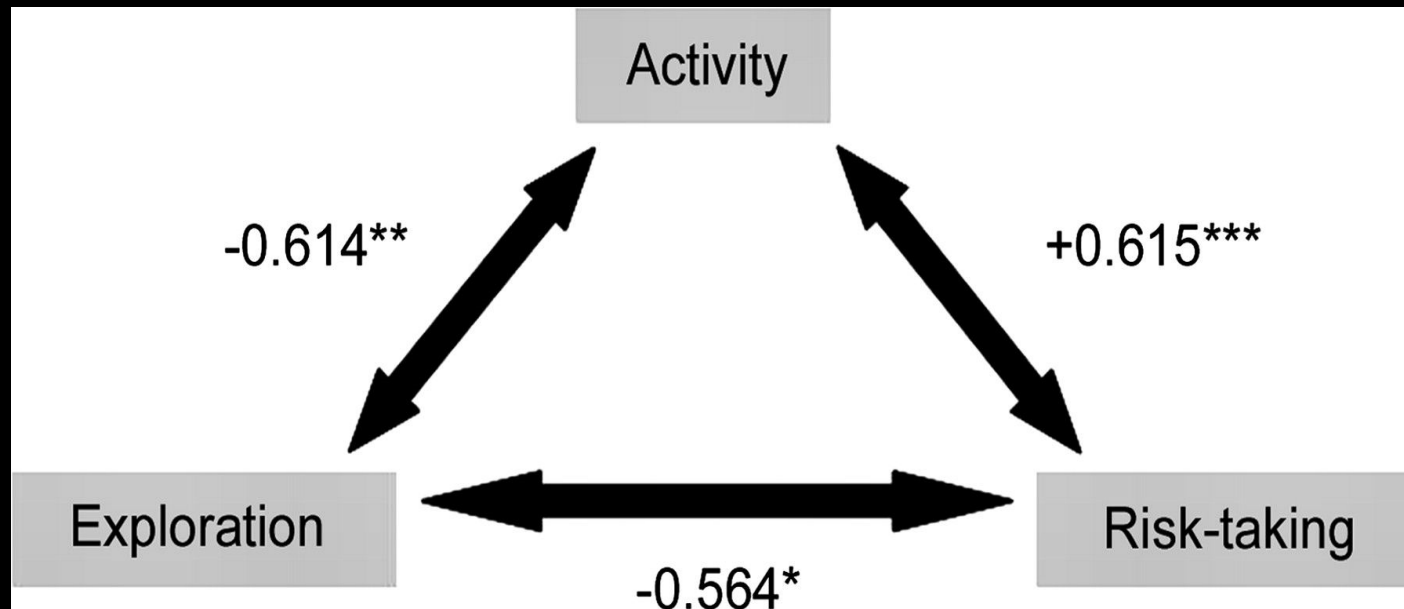 Activity
-0.614**
+0.615***
Exploration
Risk-taking
-0.564*